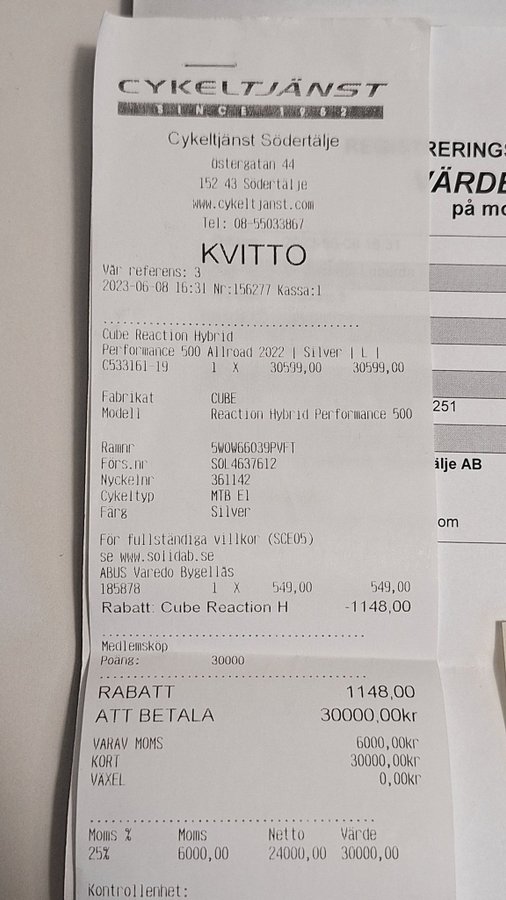 CYKELTJÄNST
SINCE 1962
Cykeltjänst Södertälje
Östergatan 44
152 43 Södertälje
www.cykeltjanst.com
Tel: 08-55033867
KVITTO
Vår referens: 3
2023-06-08 16:31 Nr:156277 Kassa:1
Cube Reaction Hybrid
Performance 500 Allroad 2022 | Silver | L |
C533161-19 1 X 30599,00 30599,00
Fabrikat CUBE
Modell Reaction Hybrid Performance 500
Ramnr 5WOW66039PVFT
Förs.nr SOL4637612
Nyckelnr 361142
Cykeltyp MTB El
Färg Silver
För fullständiga villkor (SCE05)
se www.solidab.se
ABUS Varedo Bygellås
185878 1 X 549,00 549,00
Rabatt: Cube Reaction H -1148,00
Medlemsköp
Poäng: 30000
RABATT 1148,00
ATT BETALA 30000,00kr
VARAV MOMS 6000,00kr
KORT 30000,00kr
VÄXEL 0,00kr
Moms % Moms Netto Värde
25% 6000,00 24000,00 30000,00
Kontrollenhet:
RERINGS
VÄRDE
på mo
251
älje AB
om